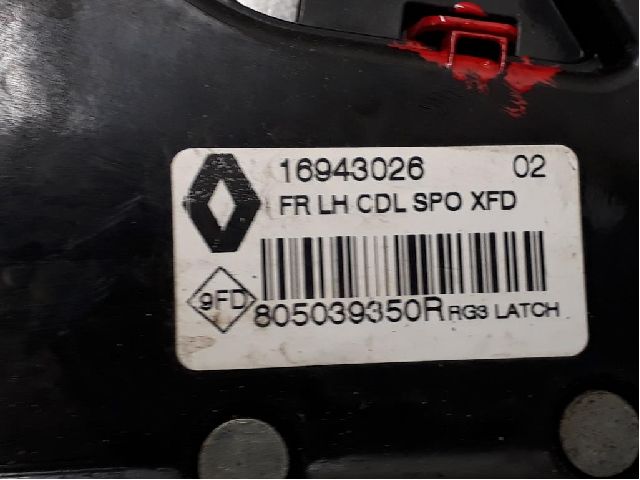 16943026 02
FR LH CDL SPO XFD
9FD
805039350R RG3 LATCH